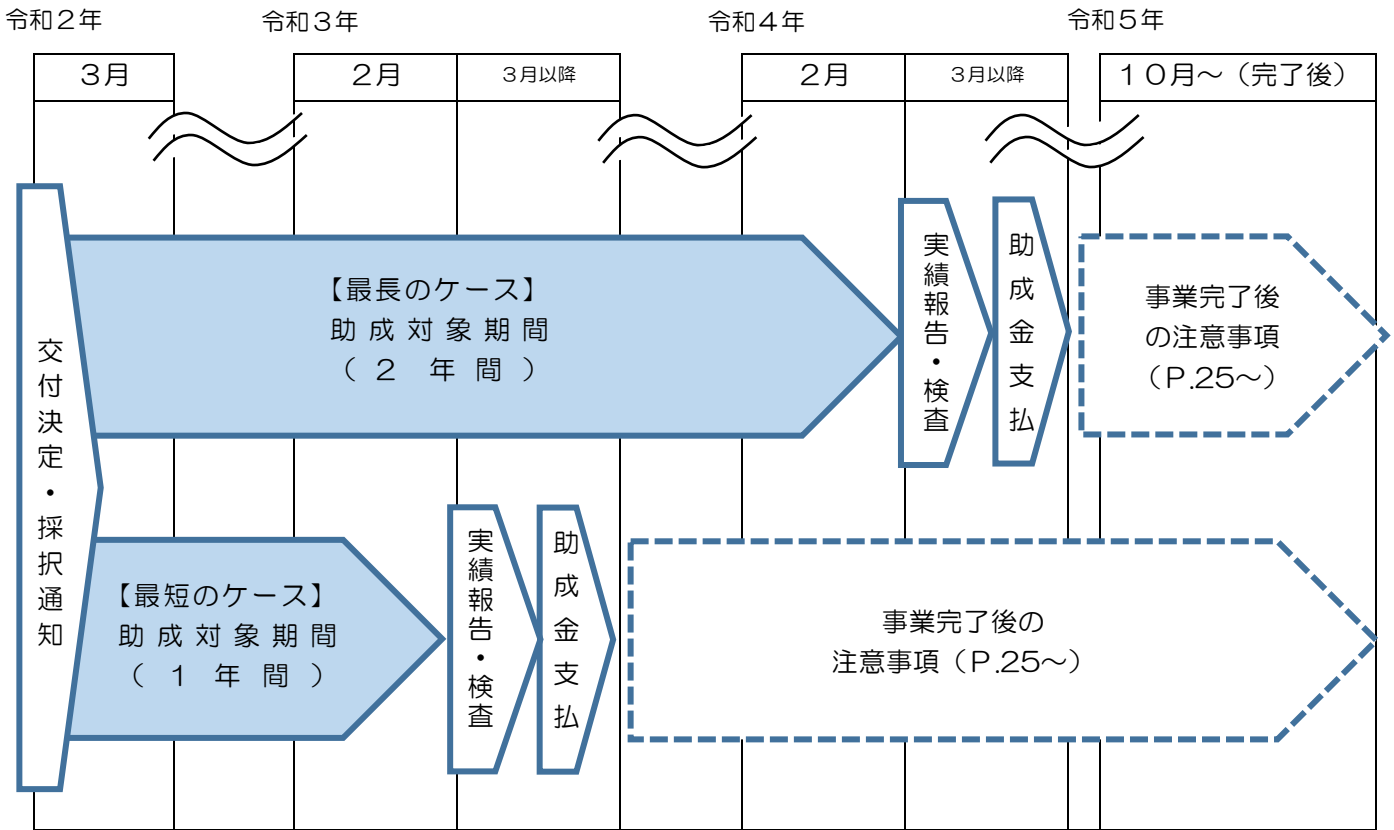 令和２年
令和３年
令和４年
令和５年
３月
２月
３月以降
２月
３月以降
１０月～（完了後）
交付決定・採択通知
【最長のケース】
助成対象期間
（２年間）
実績報告・検査
助成金支払
事業完了後
の注意事項
（P.25～）
【最短のケース】
助成対象期間
（１年間）
実績報告・検査
助成金支払
事業完了後の
注意事項（P.25～）